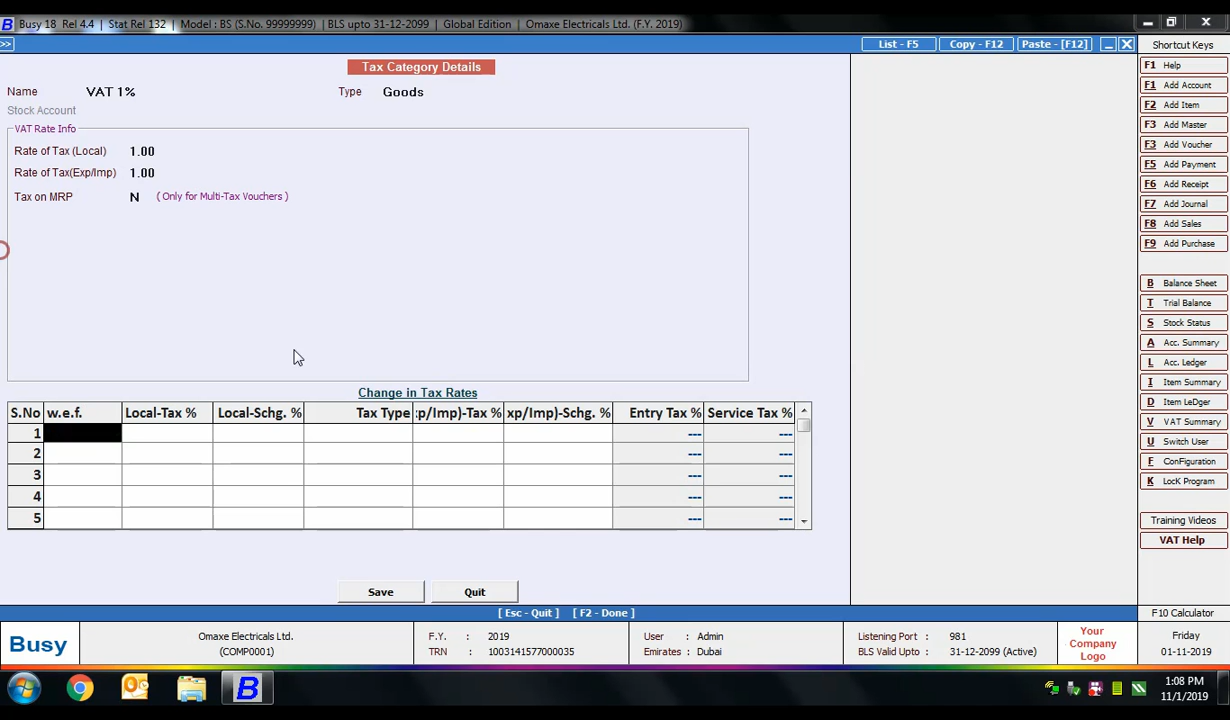 Busy 18 Rel 4.4 | Stat Rel 132 | Model : BS (S.No. 99999999) | BLS upto 31-12-2099 | Global Edition | Omaxe Electricals Ltd. (F.Y. 2019)
>> List - F5 Copy - F12 Paste - [F12] Shortcut Keys
Tax Category Details
Name VAT 1% Type Goods
Stock Account
VAT Rate Info
Rate of Tax (Local) 1.00
Rate of Tax(Exp/Imp) 1.00
Tax on MRP N ( Only for Multi-Tax Vouchers )
Change in Tax Rates
S.No w.e.f. Local-Tax % Local-Schg. % Tax Type :p/Imp)-Tax % xp/Imp)-Schg. % Entry Tax % Service Tax %
1 --- ---
2 --- ---
3 --- ---
4 --- ---
5 --- ---
Save Quit
[ Esc - Quit ] [ F2 - Done ]
F1 Help
F1 Add Account
F2 Add Item
F3 Add Master
F3 Add Voucher
F5 Add Payment
F6 Add Receipt
F7 Add Journal
F8 Add Sales
F9 Add Purchase
B Balance Sheet
T Trial Balance
S Stock Status
A Acc. Summary
L Acc. Ledger
I Item Summary
D Item LeDger
V VAT Summary
U Switch User
F ConFiguration
K LocK Program
Training Videos
VAT Help
F10 Calculator
Busy
Omaxe Electricals Ltd.
(COMP0001)
F.Y. : 2019
TRN : 1003141577000035
User : Admin
Emirates : Dubai
Listening Port : 981
BLS Valid Upto : 31-12-2099 (Active)
Your
Company
Logo
Friday
01-11-2019
1:08 PM
11/1/2019